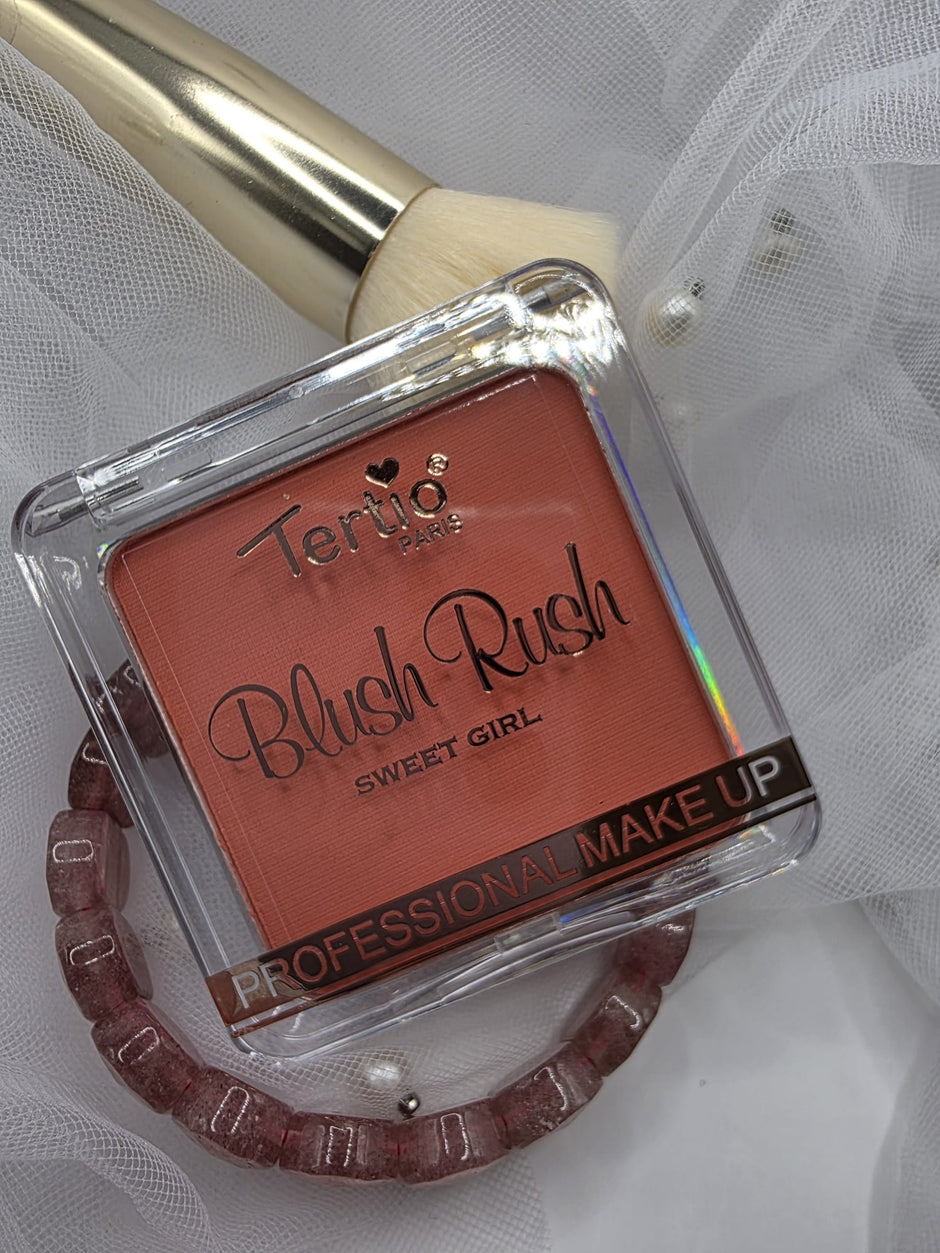 Tertio®
PARIS
Blush Rush
SWEET GIRL
PROFESSIONAL MAKE UP